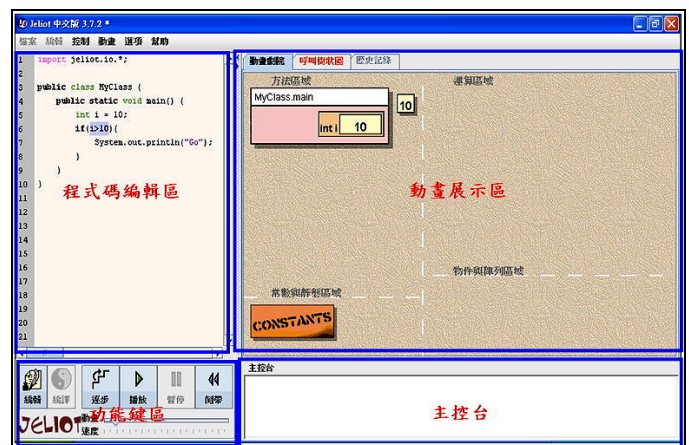 Jeliot 中文版 3.7.2 *
檔案 編輯 控制 動畫 選項 幫助
1 import jeliot.io.*;
2
3 public class MyClass {
4 public static void main() {
5 int i = 10;
6 if(i>10){
7 System.out.println("Go");
8 }
9 }
10 }
11
12
13
14
15
16
17
18
19
20
21
程式碼編輯區
動畫劇院 呼叫樹狀圖 歷史記錄
方法區域 運算區域
MyClass.main
10
int i 10
動畫展示區
物件與陣列區域
常數與靜態區域
CONSTANTS
編輯 編譯 逐步 播放 暫停 倒帶
功能鍵區
JELIOT
動畫
速度
主控台
主控台